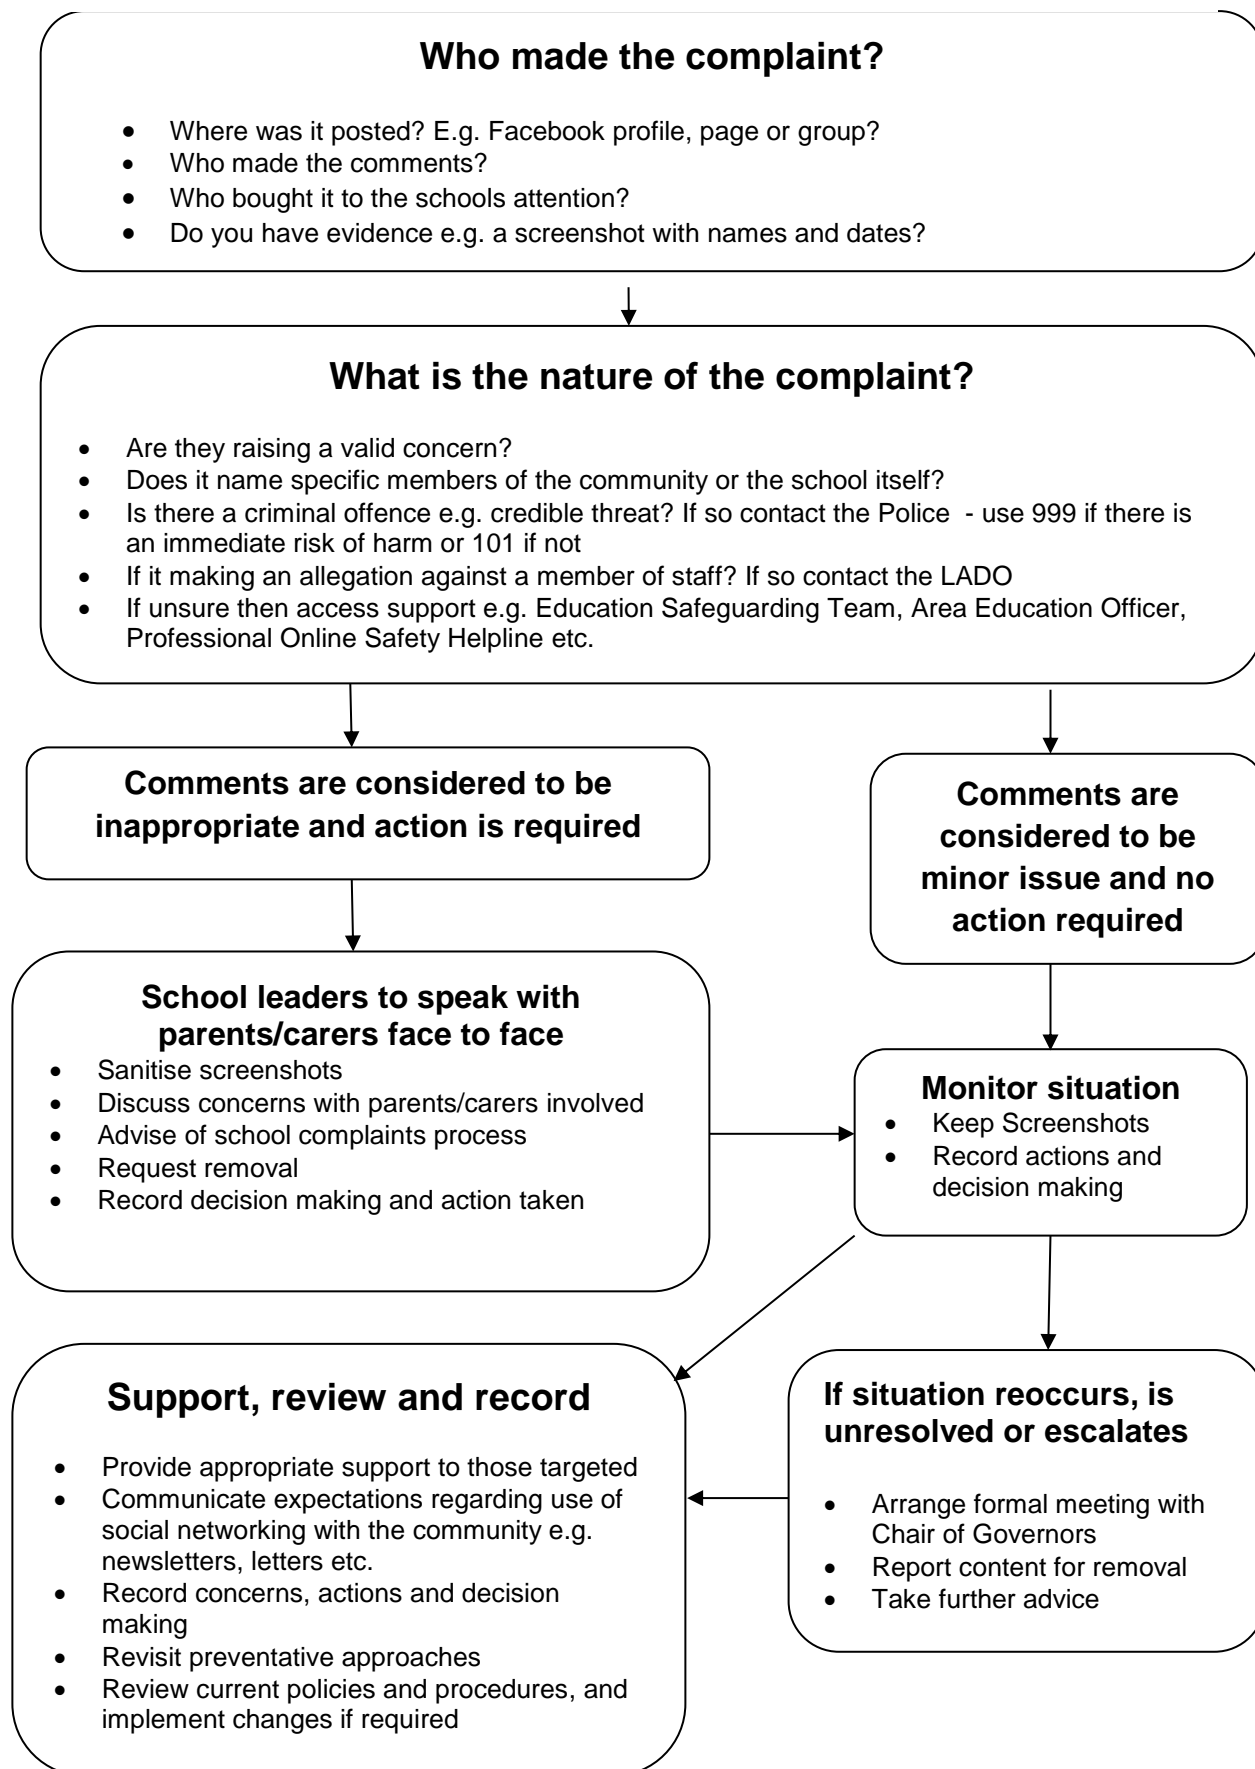 Who made the complaint?
• Where was it posted? E.g. Facebook profile, page or group?
• Who made the comments?
• Who bought it to the schools attention?
• Do you have evidence e.g. a screenshot with names and dates?
What is the nature of the complaint?
• Are they raising a valid concern?
• Does it name specific members of the community or the school itself?
• Is there a criminal offence e.g. credible threat? If so contact the Police - use 999 if there is
an immediate risk of harm or 101 if not
• If it making an allegation against a member of staff? If so contact the LADO
• If unsure then access support e.g. Education Safeguarding Team, Area Education Officer,
Professional Online Safety Helpline etc.
Comments are considered to be
inappropriate and action is required
Comments are
considered to be
minor issue and no
action required
School leaders to speak with
parents/carers face to face
• Sanitise screenshots
• Discuss concerns with parents/carers involved
• Advise of school complaints process
• Request removal
• Record decision making and action taken
Monitor situation
• Keep Screenshots
• Record actions and
decision making
Support, review and record
• Provide appropriate support to those targeted
• Communicate expectations regarding use of
social networking with the community e.g.
newsletters, letters etc.
• Record concerns, actions and decision
making
• Revisit preventative approaches
• Review current policies and procedures, and
implement changes if required
If situation reoccurs, is
unresolved or escalates
• Arrange formal meeting with
Chair of Governors
• Report content for removal
• Take further advice